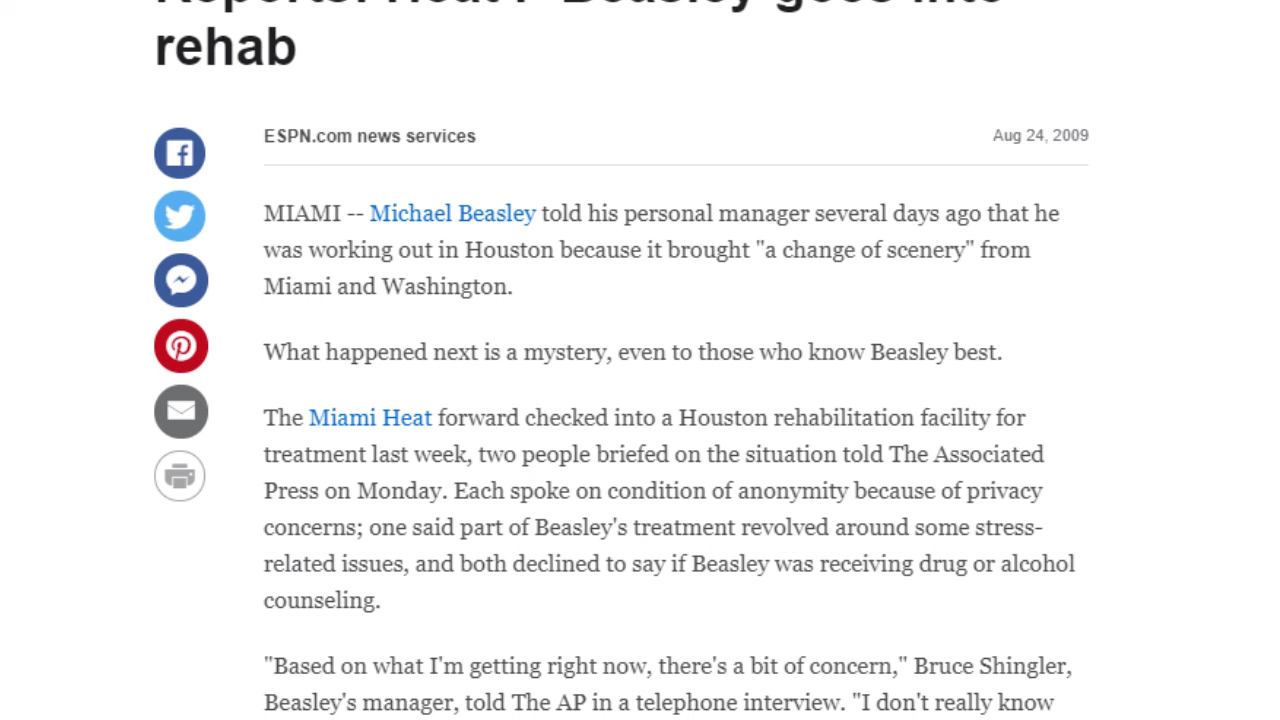 Reports: Heat F Beasley goes into
rehab
ESPN.com news services
Aug 24, 2009
MIAMI -- Michael Beasley told his personal manager several days ago that he
was working out in Houston because it brought "a change of scenery" from
Miami and Washington.
What happened next is a mystery, even to those who know Beasley best.
The Miami Heat forward checked into a Houston rehabilitation facility for
treatment last week, two people briefed on the situation told The Associated
Press on Monday. Each spoke on condition of anonymity because of privacy
concerns; one said part of Beasley's treatment revolved around some stress-
related issues, and both declined to say if Beasley was receiving drug or alcohol
counseling.
"Based on what I'm getting right now, there's a bit of concern," Bruce Shingler,
Beasley's manager, told The AP in a telephone interview. "I don't really know